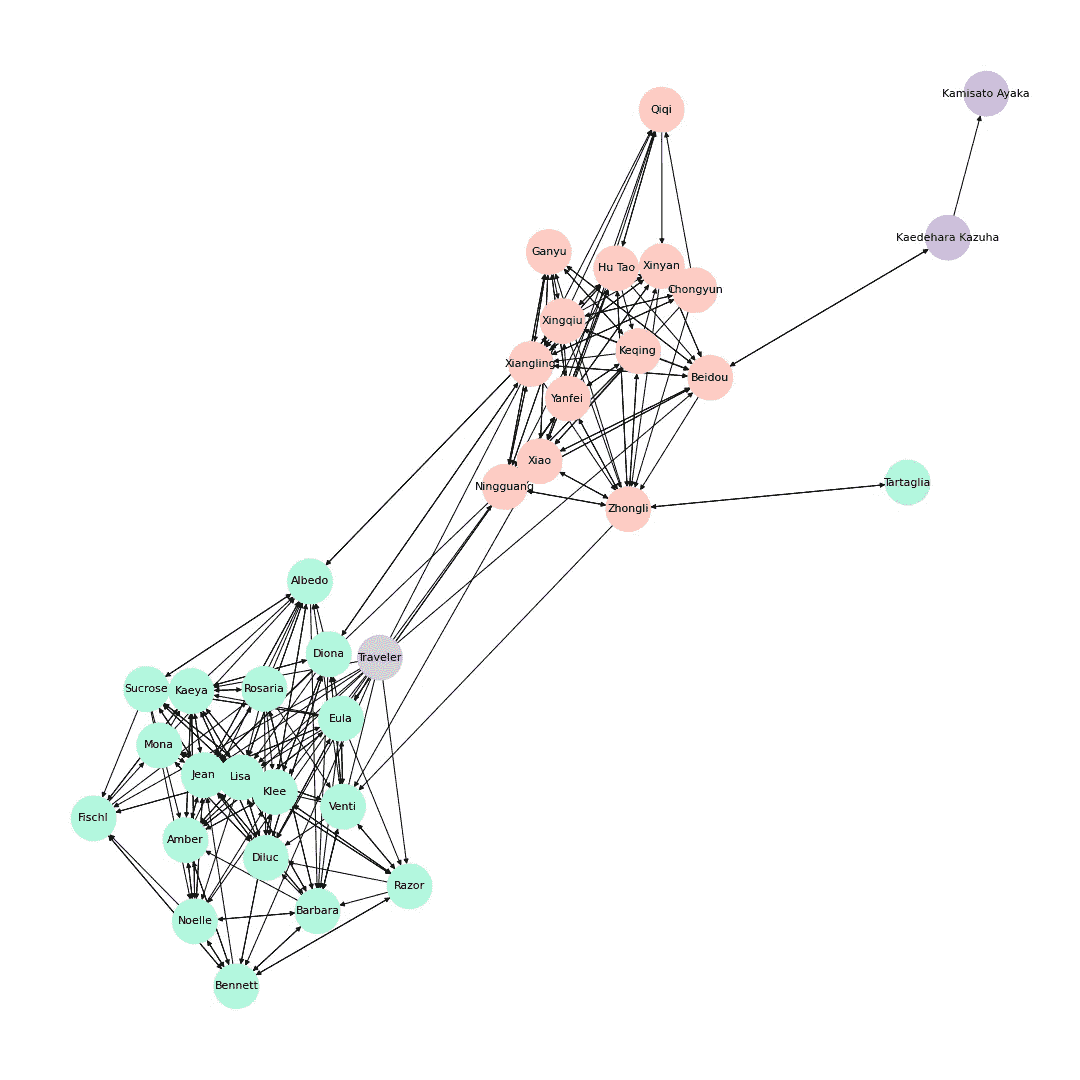 Kamisato Ayaka
Qiqi
Kaedehara Kazuha
Ganyu
Hu Tao
Xinyan
Chongyun
Xingqiu
Keqing
Xiangling
Beidou
Yanfei
Xiao
Ningguang
Tartaglia
Zhongli
Albedo
Diona
Traveler
Sucrose
Kaeya
Rosaria
Eula
Mona
Jean
Lisa
Klee
Venti
Fischl
Amber
Diluc
Razor
Barbara
Noelle
Bennett